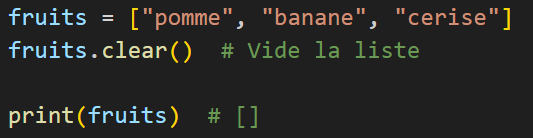 fruits = ["pomme", "banane", "cerise"]
fruits.clear()  # Vide la liste

print(fruits)  # []